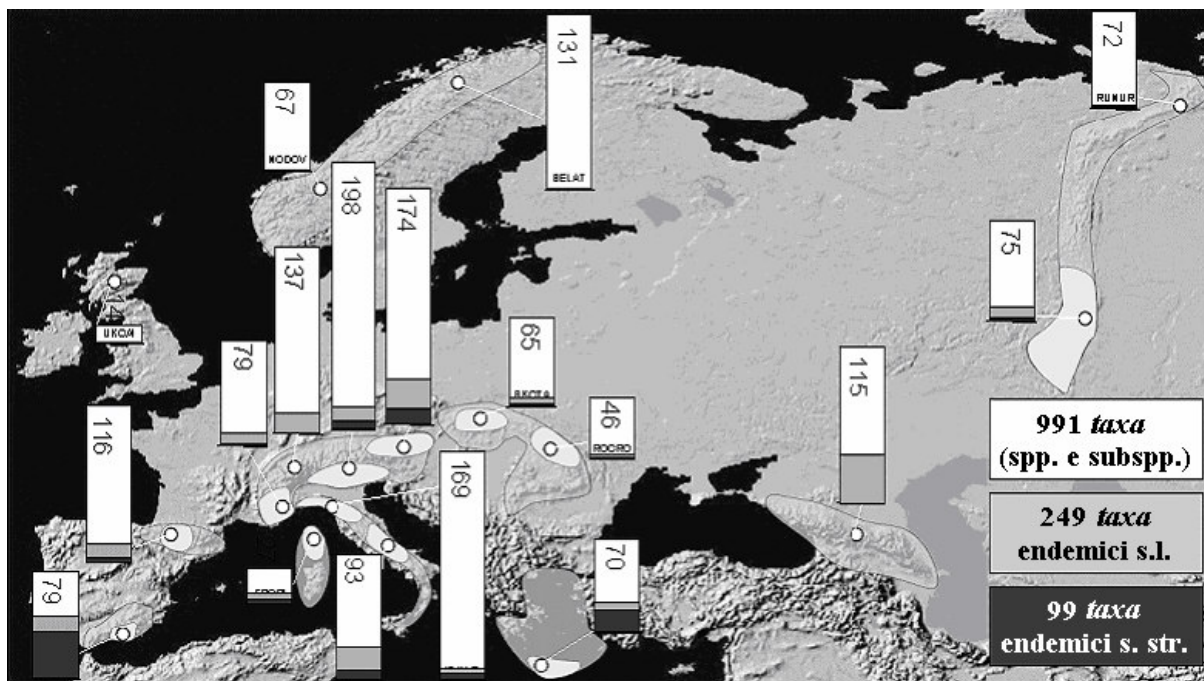 131
72
RUNUR
67
NODOV
BELAT
198
174
137
75
79
65
115
UKCAI
46
ROCRO
116
169
991 taxa
(spp. e subspp.)
249 taxa
endemici s.l.
99 taxa
endemici s. str.
79
93
70